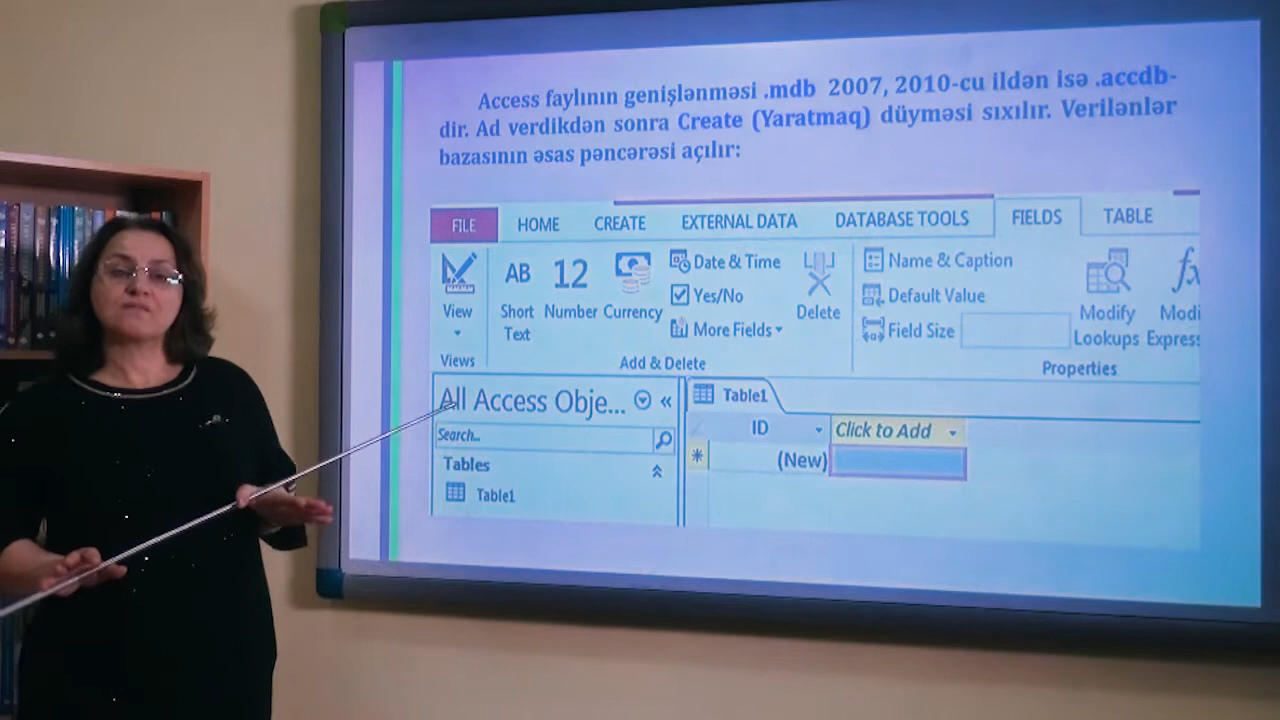 Access faylının genişlənməsi .mdb 2007, 2010-cu ildən isə .accdb-
dir. Ad verdikdən sonra Create (Yaratmaq) düyməsi sıxılır. Verilənlər
bazasının əsas pəncərəsi açılır:
FILE HOME CREATE EXTERNAL DATA DATABASE TOOLS FIELDS TABLE
View
Views
AB Short Text
12 Number
Currency
Date & Time
Yes/No
More Fields
Delete
Add & Delete
Name & Caption
Default Value
Field Size
Modify Lookups
fx Modi Express
Properties
All Access Obje... «
Search..
Tables
Table1
Table1
ID Click to Add
* (New)